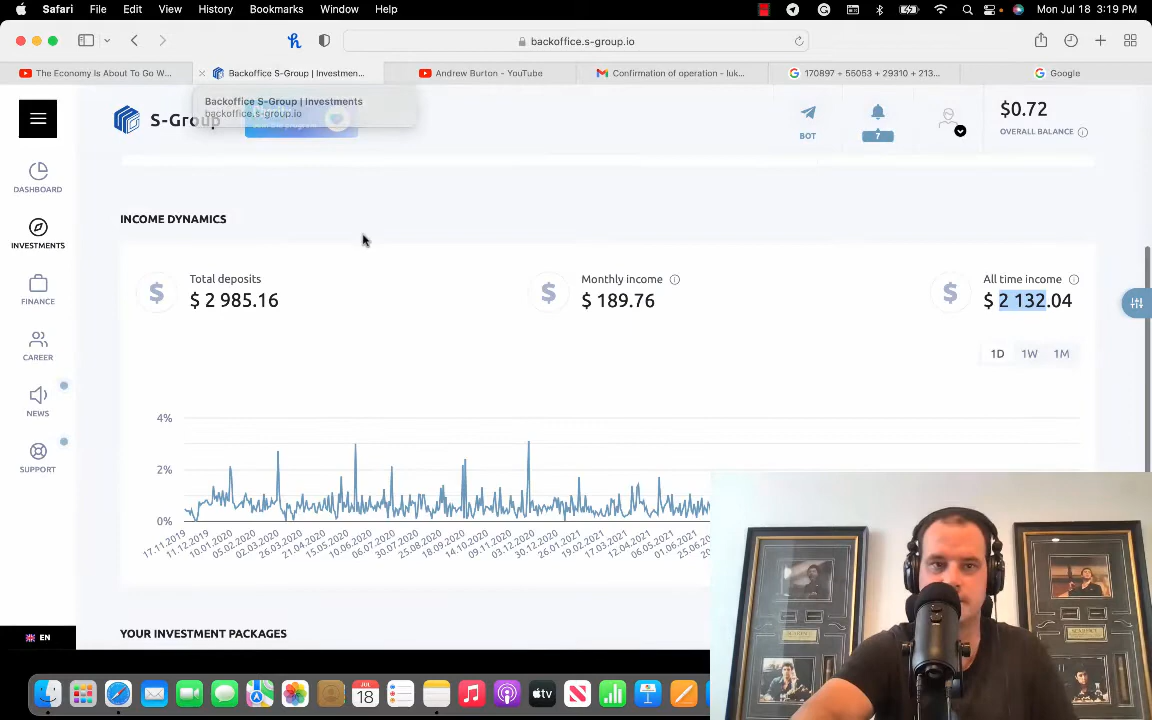 Safari File Edit View History Bookmarks Window Help Mon Jul 18 3:19 PM
backoffice.s-group.io
The Economy Is About To Go W... Backoffice S-Group | Investmen... Andrew Burton - YouTube Confirmation of operation - luk... 170897 + 55053 + 29310 + 213... Google
Backoffice S-Group | Investments
backoffice.s-group.io
S-Group
BOT
7
$0.72
OVERALL BALANCE
DASHBOARD
INVESTMENTS
FINANCE
CAREER
NEWS
SUPPORT
EN
INCOME DYNAMICS
Total deposits
$ 2 985.16
Monthly income
$ 189.76
All time income
$ 2 132.04
1D 1W 1M
4%
2%
0%
17.11.2019 11.12.2019 10.01.2020 05.02.2020 02.03.2020 26.03.2020 21.04.2020 15.05.2020 10.06.2020 06.07.2020 30.07.2020 25.08.2020 18.09.2020 14.10.2020 09.11.2020 03.12.2020 30.12.2020 26.01.2021 19.02.2021 17.03.2021 12.04.2021 06.05.2021
YOUR INVESTMENT PACKAGES
JUL
18
tv